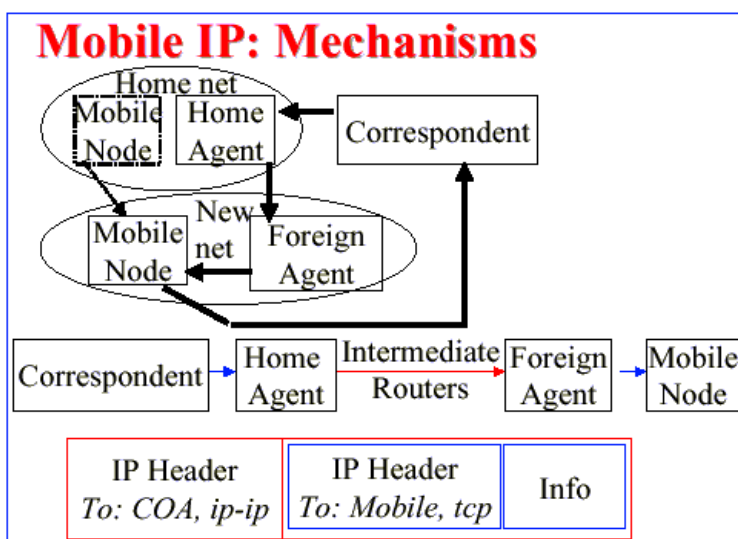 Mobile IP: Mechanisms
Home net
Mobile
Node
Home
Agent
Correspondent
New
net
Mobile
Node
Foreign
Agent
Correspondent
Home
Agent
Intermediate
Routers
Foreign
Agent
Mobile
Node
IP Header
To: COA, ip-ip
IP Header
To: Mobile, tcp
Info